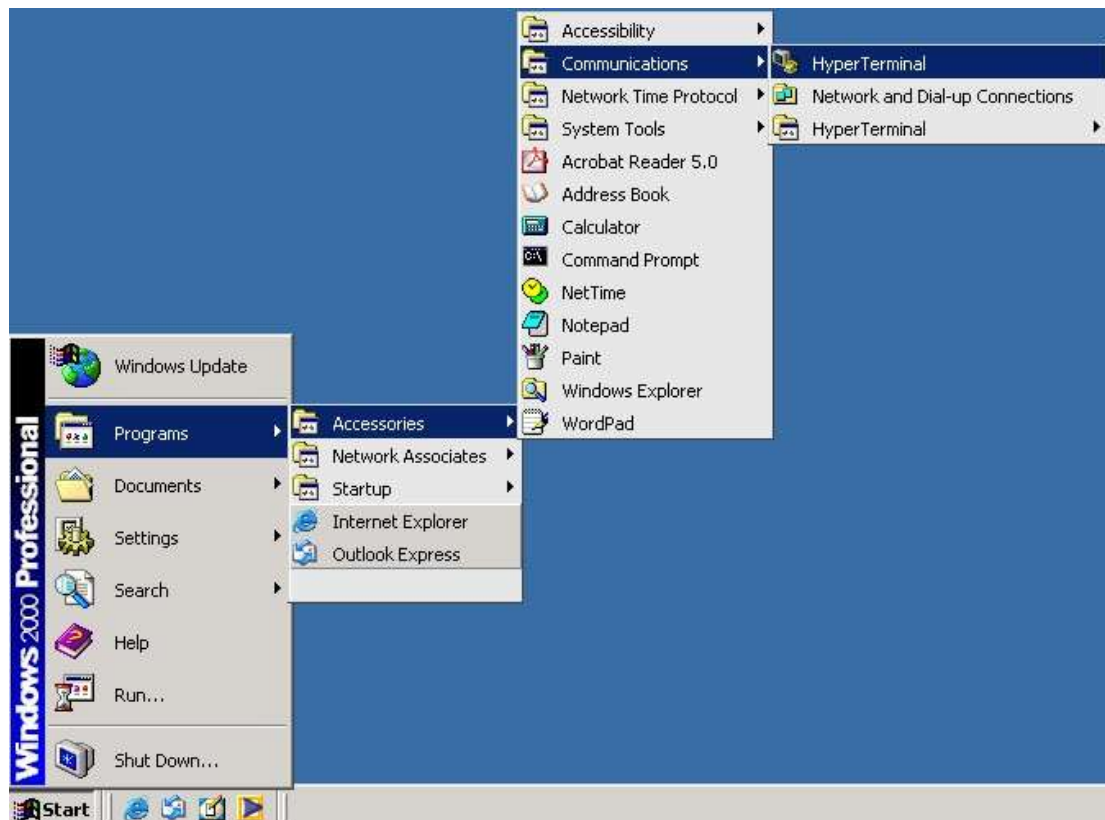 Accessibility
Communications
Network Time Protocol
System Tools
Acrobat Reader 5.0
Address Book
Calculator
Command Prompt
NetTime
Notepad
Paint
Windows Explorer
WordPad
HyperTerminal
Network and Dial-up Connections
HyperTerminal
Windows Update
Programs
Documents
Settings
Search
Help
Run...
Shut Down...
Accessories
Network Associates
Startup
Internet Explorer
Outlook Express
Windows 2000 Professional
Start